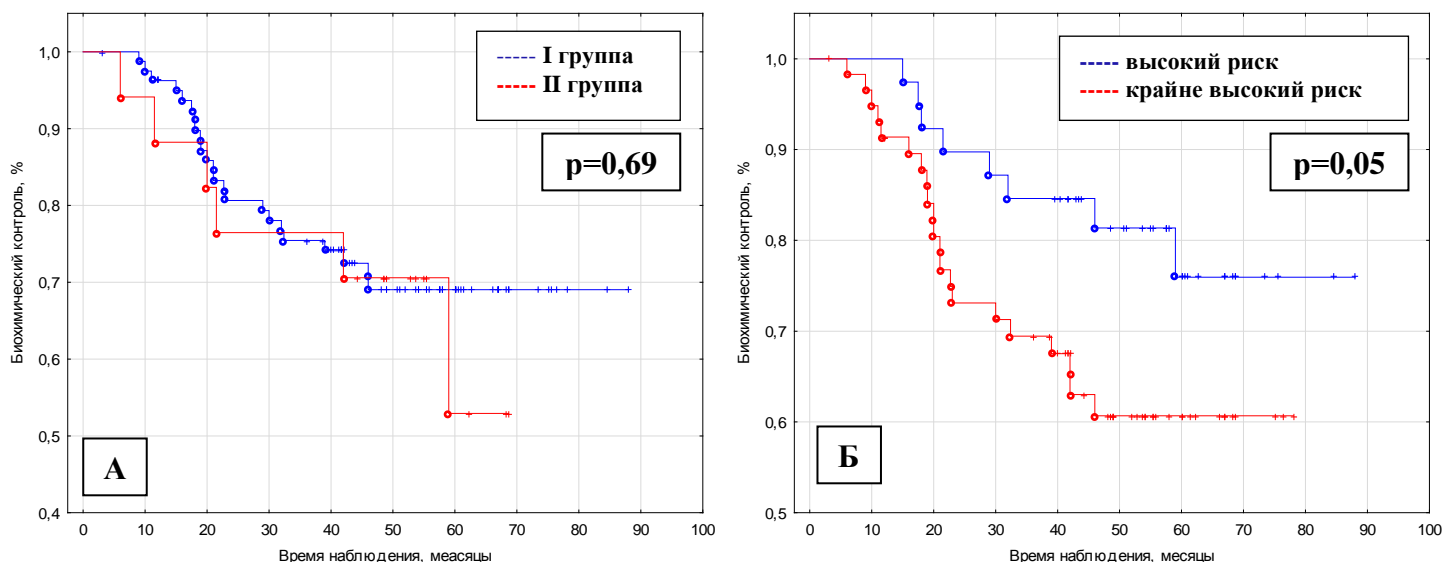 I группа
II группа
p=0,69
А
Биохимический контроль, %
1,0
0,9
0,8
0,7
0,6
0,5
0,4
0 10 20 30 40 50 60 70 80 90 100
Время наблюдения, меасяцы
высокий риск
крайне высокий риск
p=0,05
Б
Биохимический контроль, %
1,0
0,9
0,8
0,7
0,6
0,5
0 10 20 30 40 50 60 70 80 90 100
Время наблюдения, месяцы